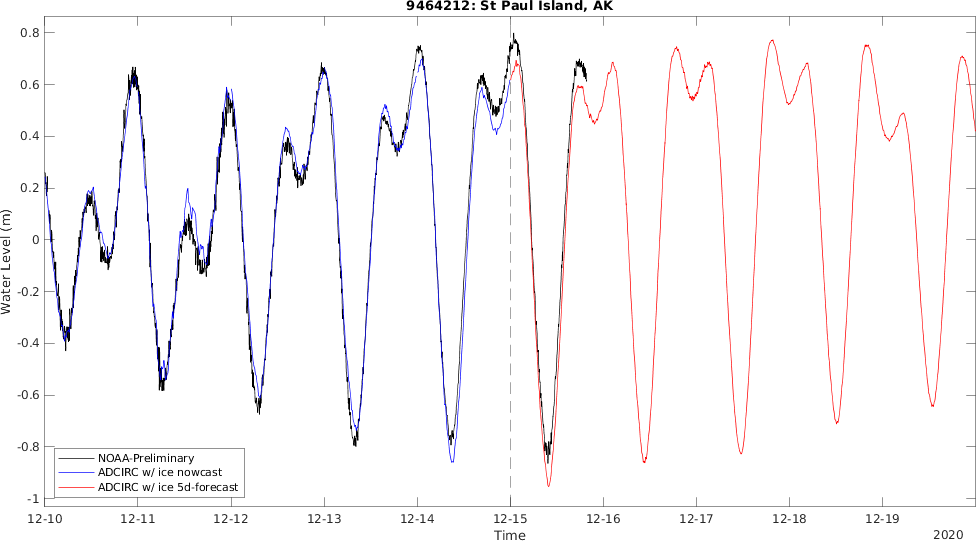 9464212: St Paul Island, AK
0.8
0.6
0.4
0.2
0
-0.2
-0.4
-0.6
-0.8
-1
Water Level (m)
NOAA-Preliminary
ADCIRC w/ ice nowcast
ADCIRC w/ ice 5d-forecast
12-10 12-11 12-12 12-13 12-14 12-15 12-16 12-17 12-18 12-19
Time
2020